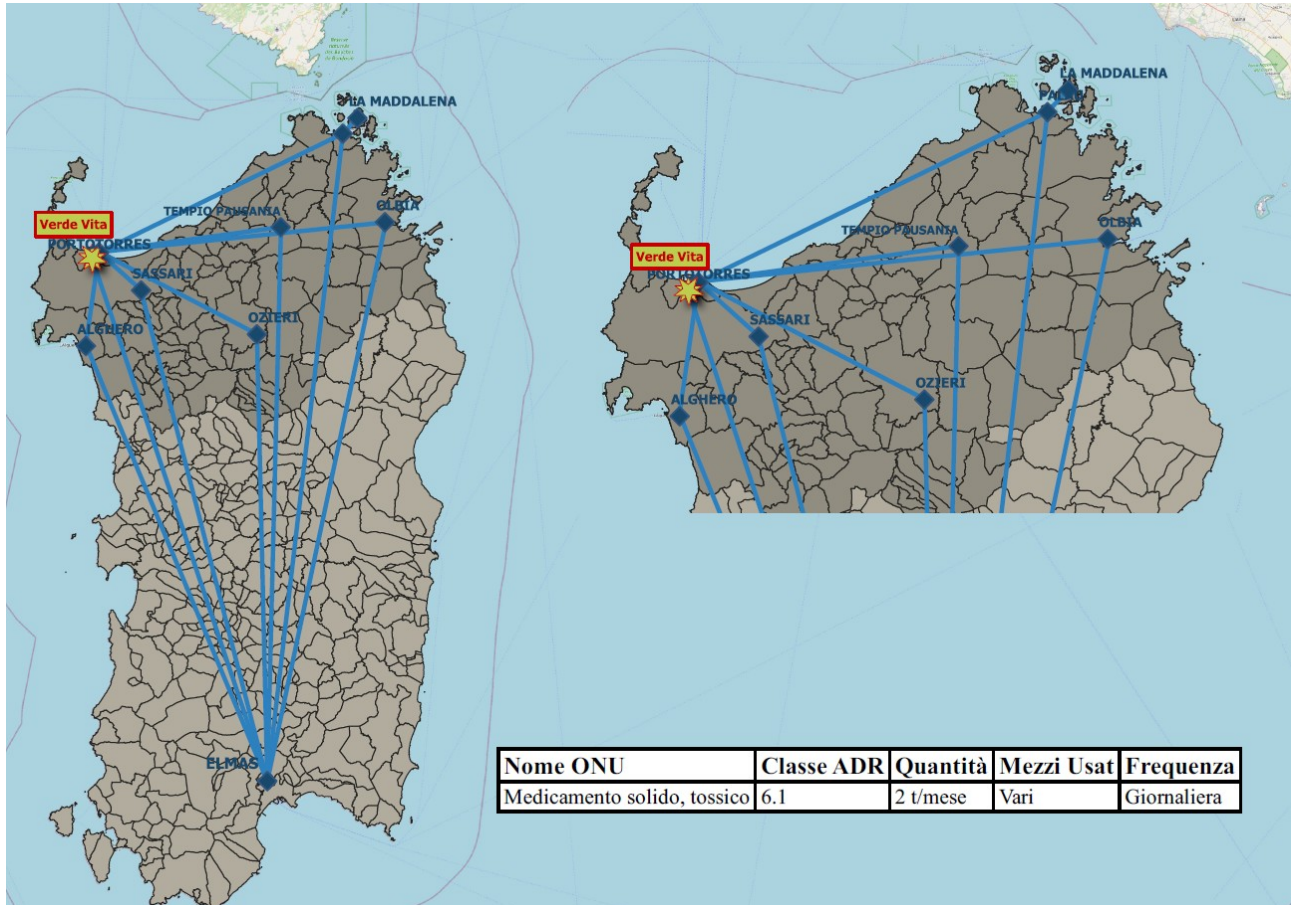 LA MADDALENA
TEMPIO PAUSANIA
OLBIA
Verde Vita
PORTOTORRES
SASSARI
OZIERI
ALGHERO
ELMAS
LA MADDALENA
OLBIA
TEMPIO PAUSANIA
Verde Vita
PORTOTORRES
SASSARI
OZIERI
ALGHERO
Nome ONU Classe ADR Quantità Mezzi Usat Frequenza
Medicamento solido, tossico 6.1 2 t/mese Vari Giornaliera